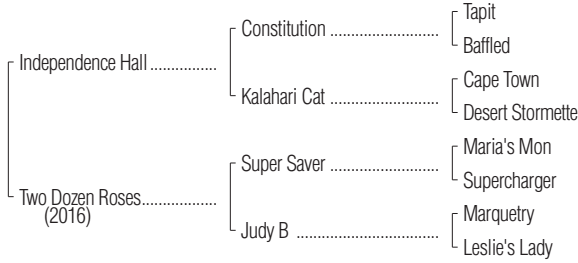 Tapit
Constitution ........................
Baffled
Independence Hall ...............
Cape Town
Kalahari Cat ........................
Desert Stormette
Maria's Mon
Super Saver ........................
Supercharger
Two Dozen Roses.................
(2016)
Marquetry
Judy B ................................
Leslie's Lady